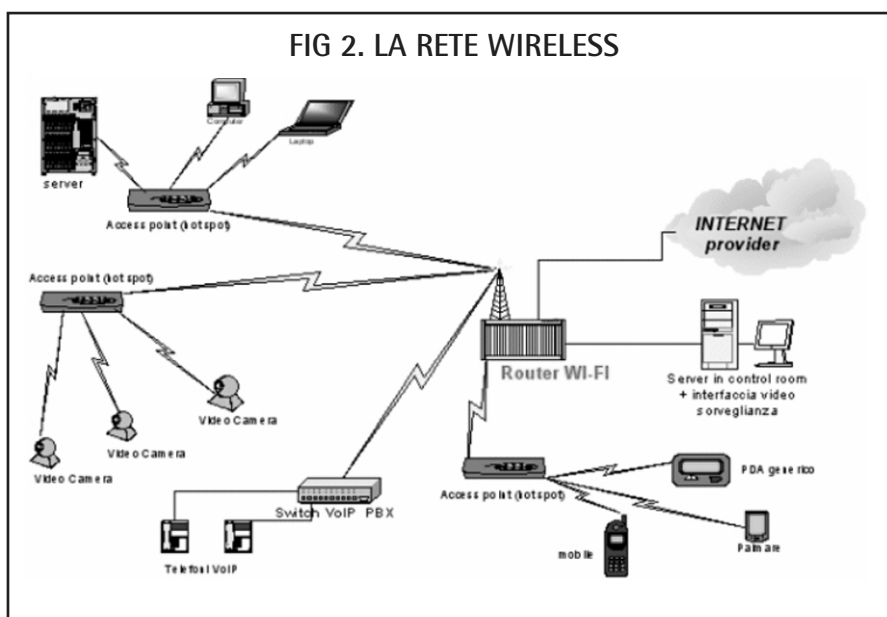 FIG 2. LA RETE WIRELESS
Computer
Laptop
server
Access point (hotspot)
INTERNET
provider
Access point (hotspot)
Router WI-FI
Server in control room
+ interfaccia video
sorveglianza
Video Camera
Video Camera
Video Camera
PDA generico
Access point (hotspot)
Switch VoIP PBX
Palmare
mobile
Telefoni VoIP